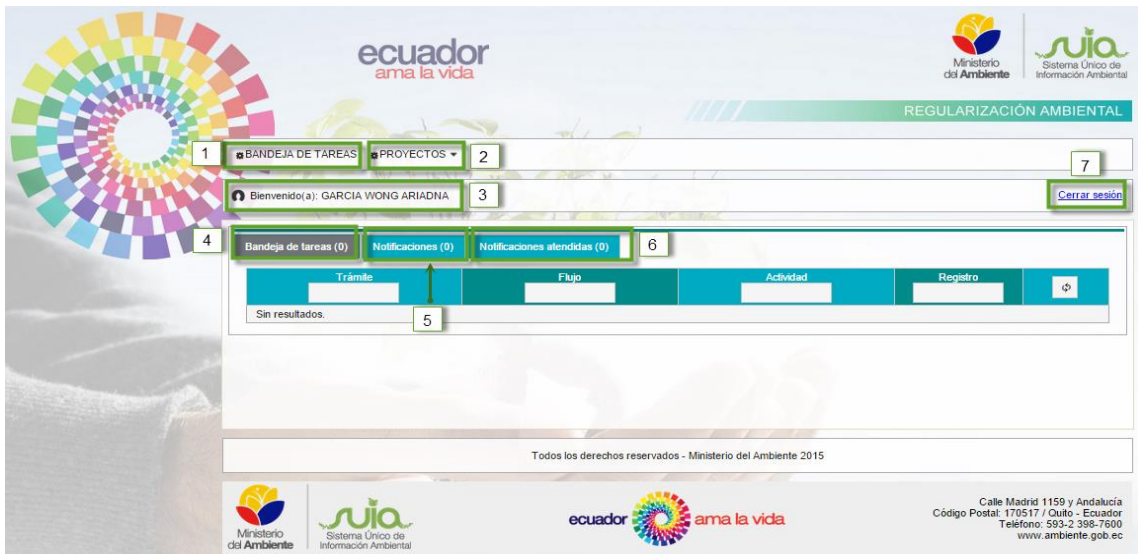 ecuador
ama la vida
Ministerio
del Ambiente
suia
Sistema Único de
Información Ambiental
REGULARIZACIÓN AMBIENTAL
1
BANDEJA DE TAREAS
PROYECTOS
2
7
Bienvenido(a): GARCIA WONG ARIADNA
3
Cerrar sesión
4
Bandeja de tareas (0)
Notificaciones (0)
Notificaciones atendidas (0)
6
Trámite
Flujo
Actividad
Registro
Sin resultados.
5
Todos los derechos reservados - Ministerio del Ambiente 2015
Ministerio
del Ambiente
suia
Sistema Único de
Información Ambiental
ecuador ama la vida
Calle Madrid 1159 y Andalucía
Código Postal: 170517 / Quito - Ecuador
Teléfono: 593-2 398-7600
www.ambiente.gob.ec